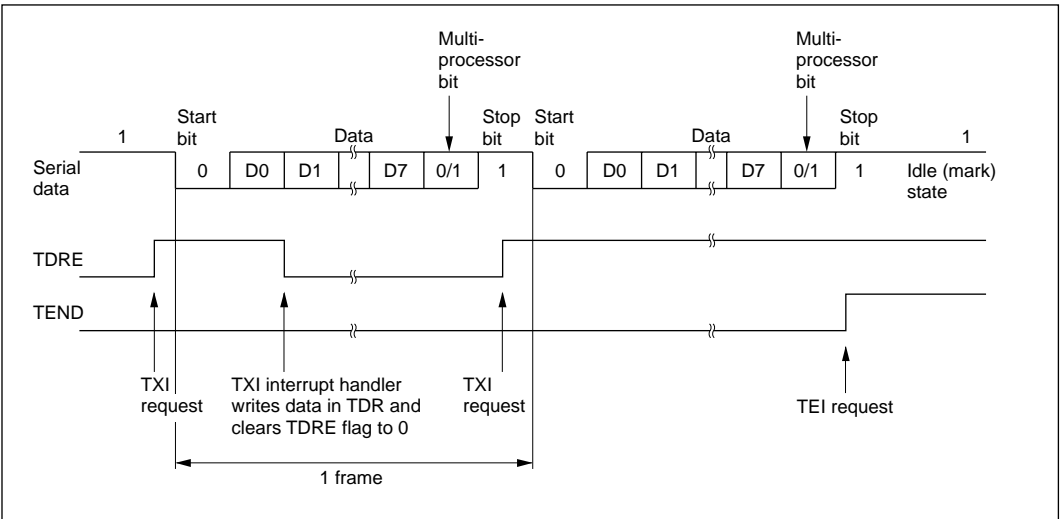 Multi-
processor
bit
Multi-
processor
bit
1
Start
bit
Data
Stop
bit
Start
bit
Data
Stop
bit
1
Serial
data
0 D0 D1 D7 0/1 1 0 D0 D1 D7 0/1 1
Idle (mark)
state
TDRE
TEND
TXI
request
TXI interrupt handler
writes data in TDR and
clears TDRE flag to 0
TXI
request
TEI request
1 frame